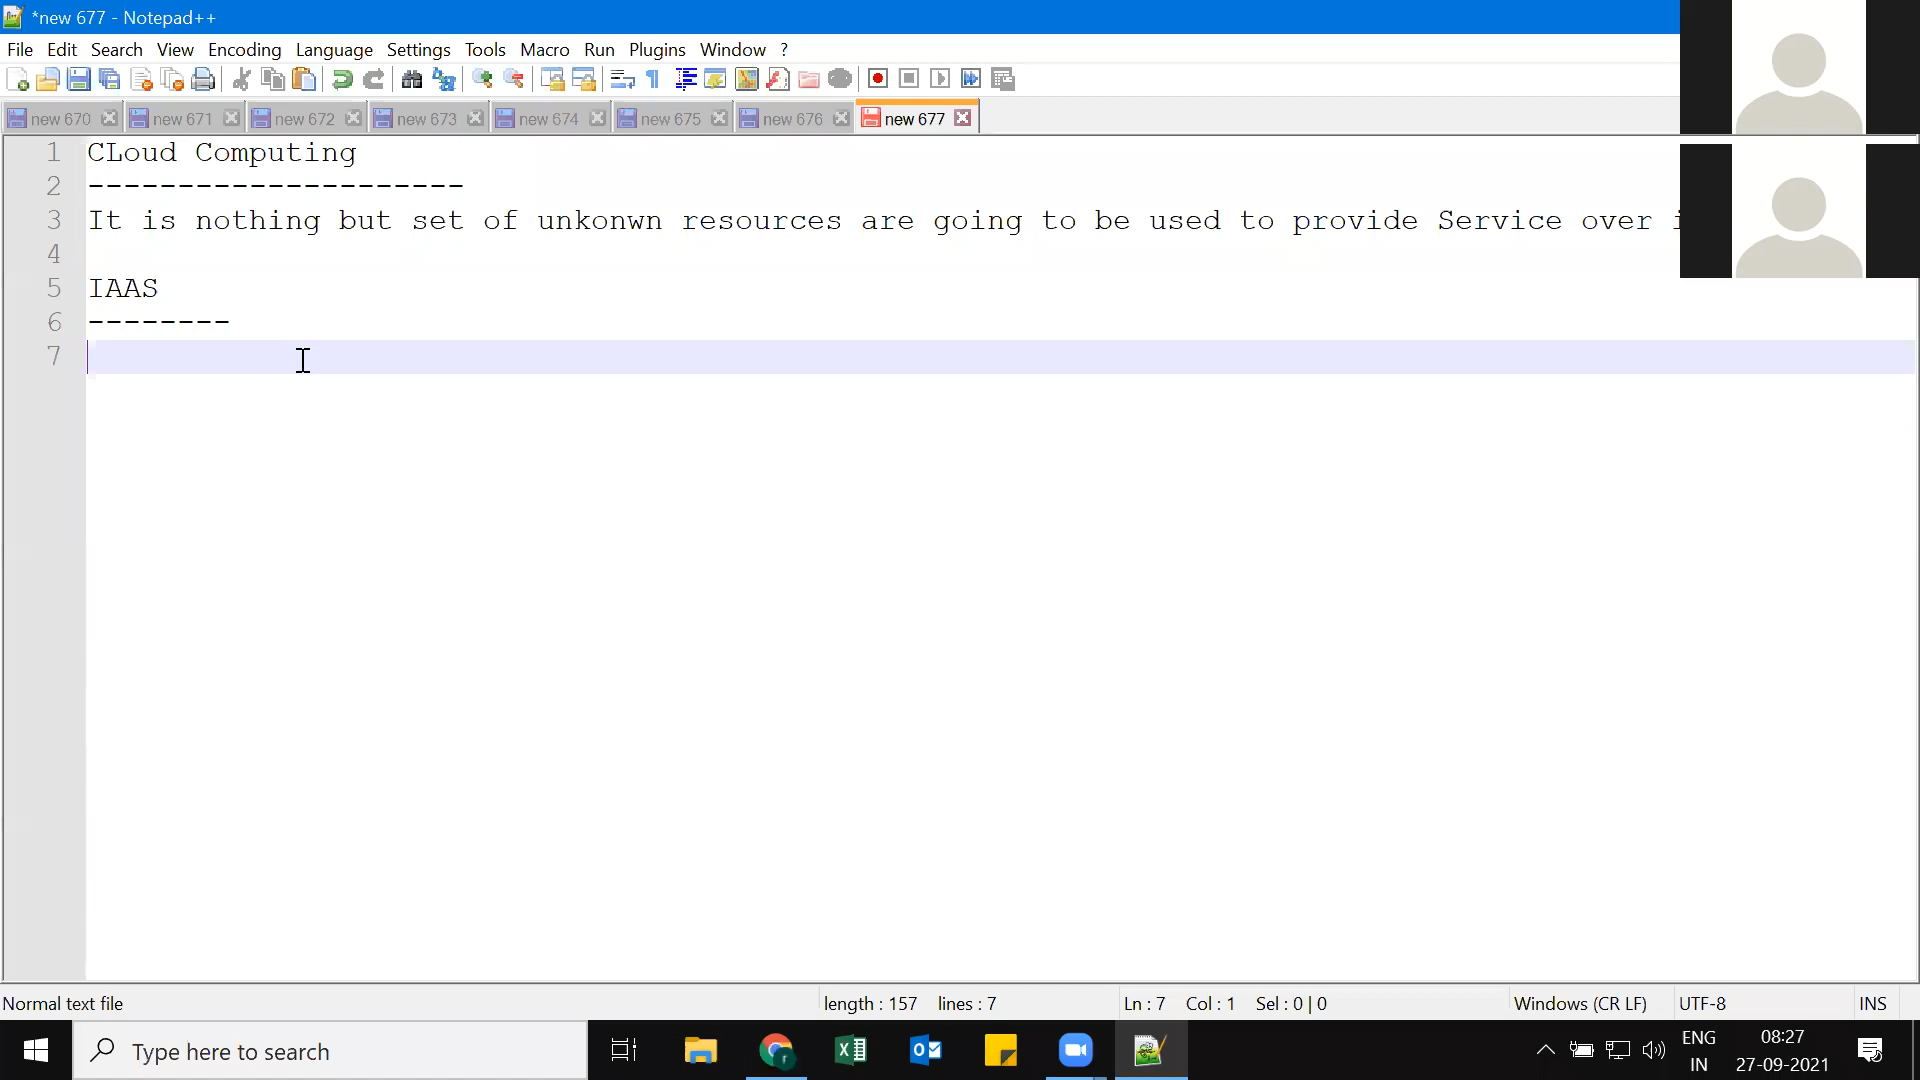 *new 677 - Notepad++
File Edit Search View Encoding Language Settings Tools Macro Run Plugins Window ?
new 670 new 671 new 672 new 673 new 674 new 675 new 676 new 677
1 CLoud Computing
2 ---------------------
3 It is nothing but set of unkonwn resources are going to be used to provide Service over
4
5 IAAS
6 --------
7
Normal text file length : 157 lines : 7 Ln : 7 Col : 1 Sel : 0 | 0 Windows (CR LF) UTF-8 INS
Type here to search
ENG
IN
08:27
27-09-2021